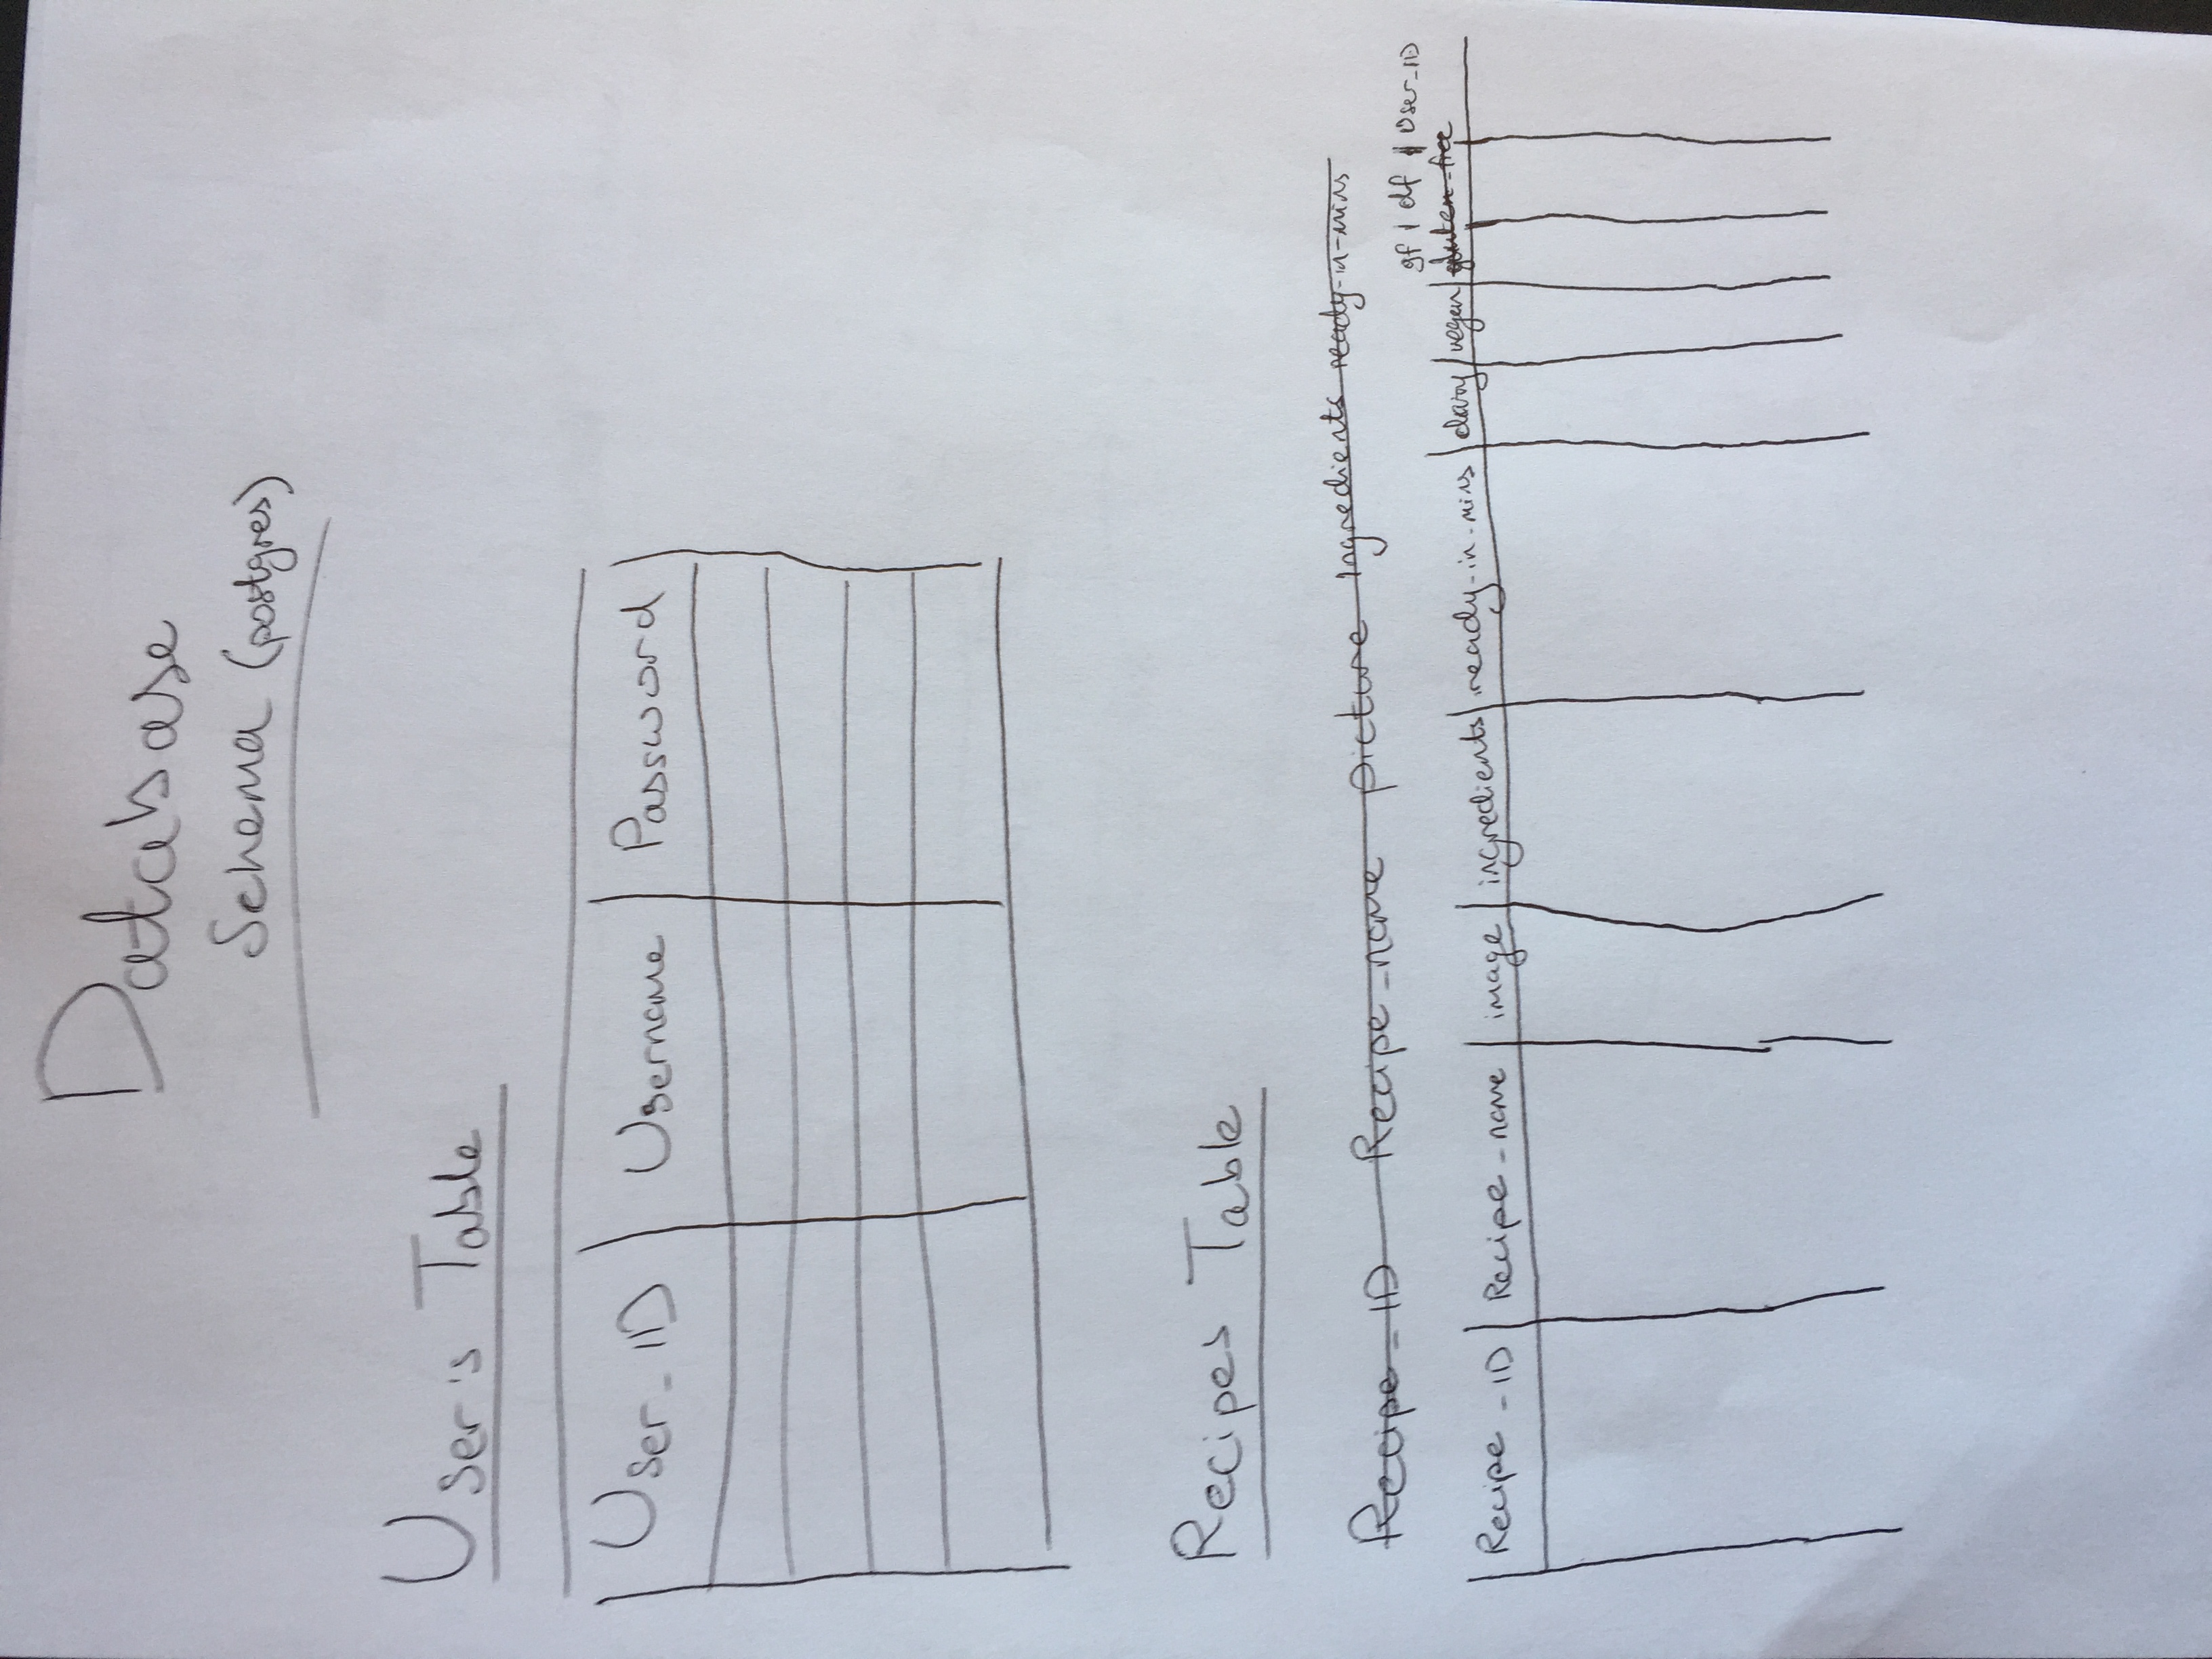 Database
Schema (postgres)
User's Table
User_ID Username Password
Recipes Table
Recipe_ID Recipe_name picture Ingredients ready-in-mins
gf | df | User_ID
Recipe_ID Recipe_name image ingredients ready-in-mins dairy vegan gluten-free